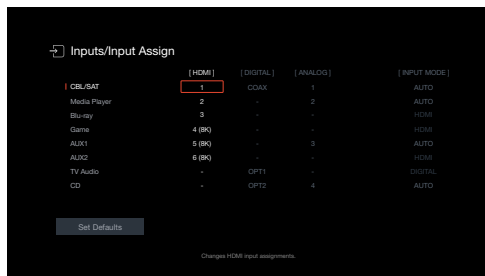 Inputs/Input Assign
[ HDMI ] [ DIGITAL ] [ ANALOG ] [ INPUT MODE ]
CBL/SAT 1 COAX 1 AUTO
Media Player 2 - 2 AUTO
Blu-ray 3 - - HDMI
Game 4 (8K) - - HDMI
AUX1 5 (8K) - 3 AUTO
AUX2 6 (8K) - - HDMI
TV Audio - OPT1 - DIGITAL
CD - OPT2 4 AUTO
Set Defaults
Changes HDMI input assignments.